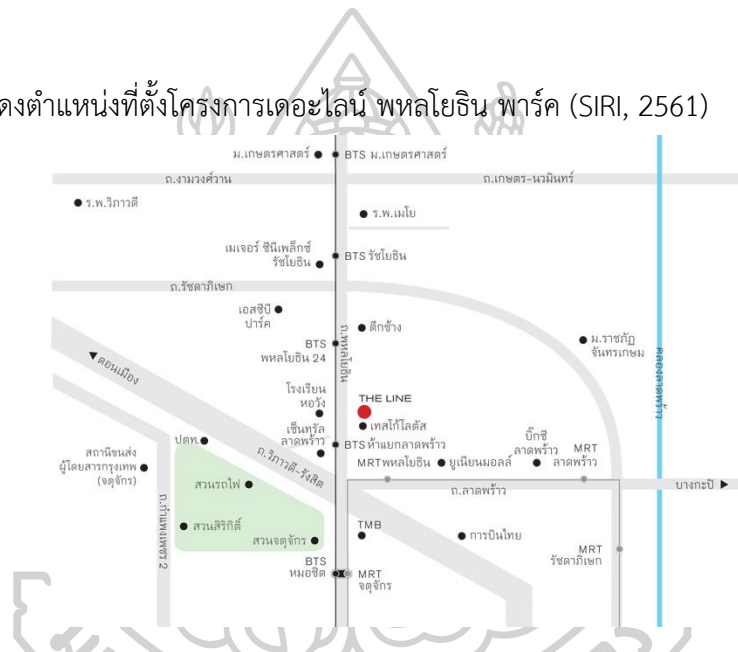 ดงตำแหน่งที่ตั้งโครงการเดอะไลน์ พหลโยธิน พาร์ค (SIRI, 2561)
ม.เกษตรศาสตร์
BTS ม.เกษตรศาสตร์
ถ.งามวงศ์วาน
ถ.เกษตร-นวมินทร์
ร.พ.วิภาวดี
ร.พ.เมโย
เมเจอร์ ซีนีเพล็กซ์
รัชโยธิน
BTS รัชโยธิน
ถ.รัชดาภิเษก
เอสซีบี
ปาร์ค
ตึกช้าง
ถ.พหลโยธิน
BTS
พหลโยธิน 24
ม.ราชภัฏ
จันทรเกษม
คลองลาดพร้าว
ดอนเมือง
โรงเรียน
หอวัง
THE LINE
เทสโก้โลตัส
เซ็นทรัล
ลาดพร้าว
BTS ห้าแยกลาดพร้าว
ปตท.
ถ.วิภาวดี-รังสิต
บิ๊กซี
ลาดพร้าว
MRT
ลาดพร้าว
MRTพหลโยธิน
ยูเนียนมอลล์
สถานีขนส่ง
ผู้โดยสารกรุงเทพ
(จตุจักร)
สวนรถไฟ
ถ.ลาดพร้าว
บางกะปิ
ถ.กำแพงเพชร 2
สวนสิริกิติ์
สวนจตุจักร
TMB
การบินไทย
MRT
รัชดาภิเษก
BTS
หมอชิต
MRT
จตุจักร